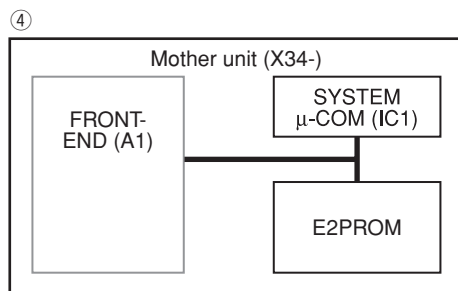 ④
Mother unit (X34-)
FRONT-
END (A1)
SYSTEM
μ-COM (IC1)
E2PROM